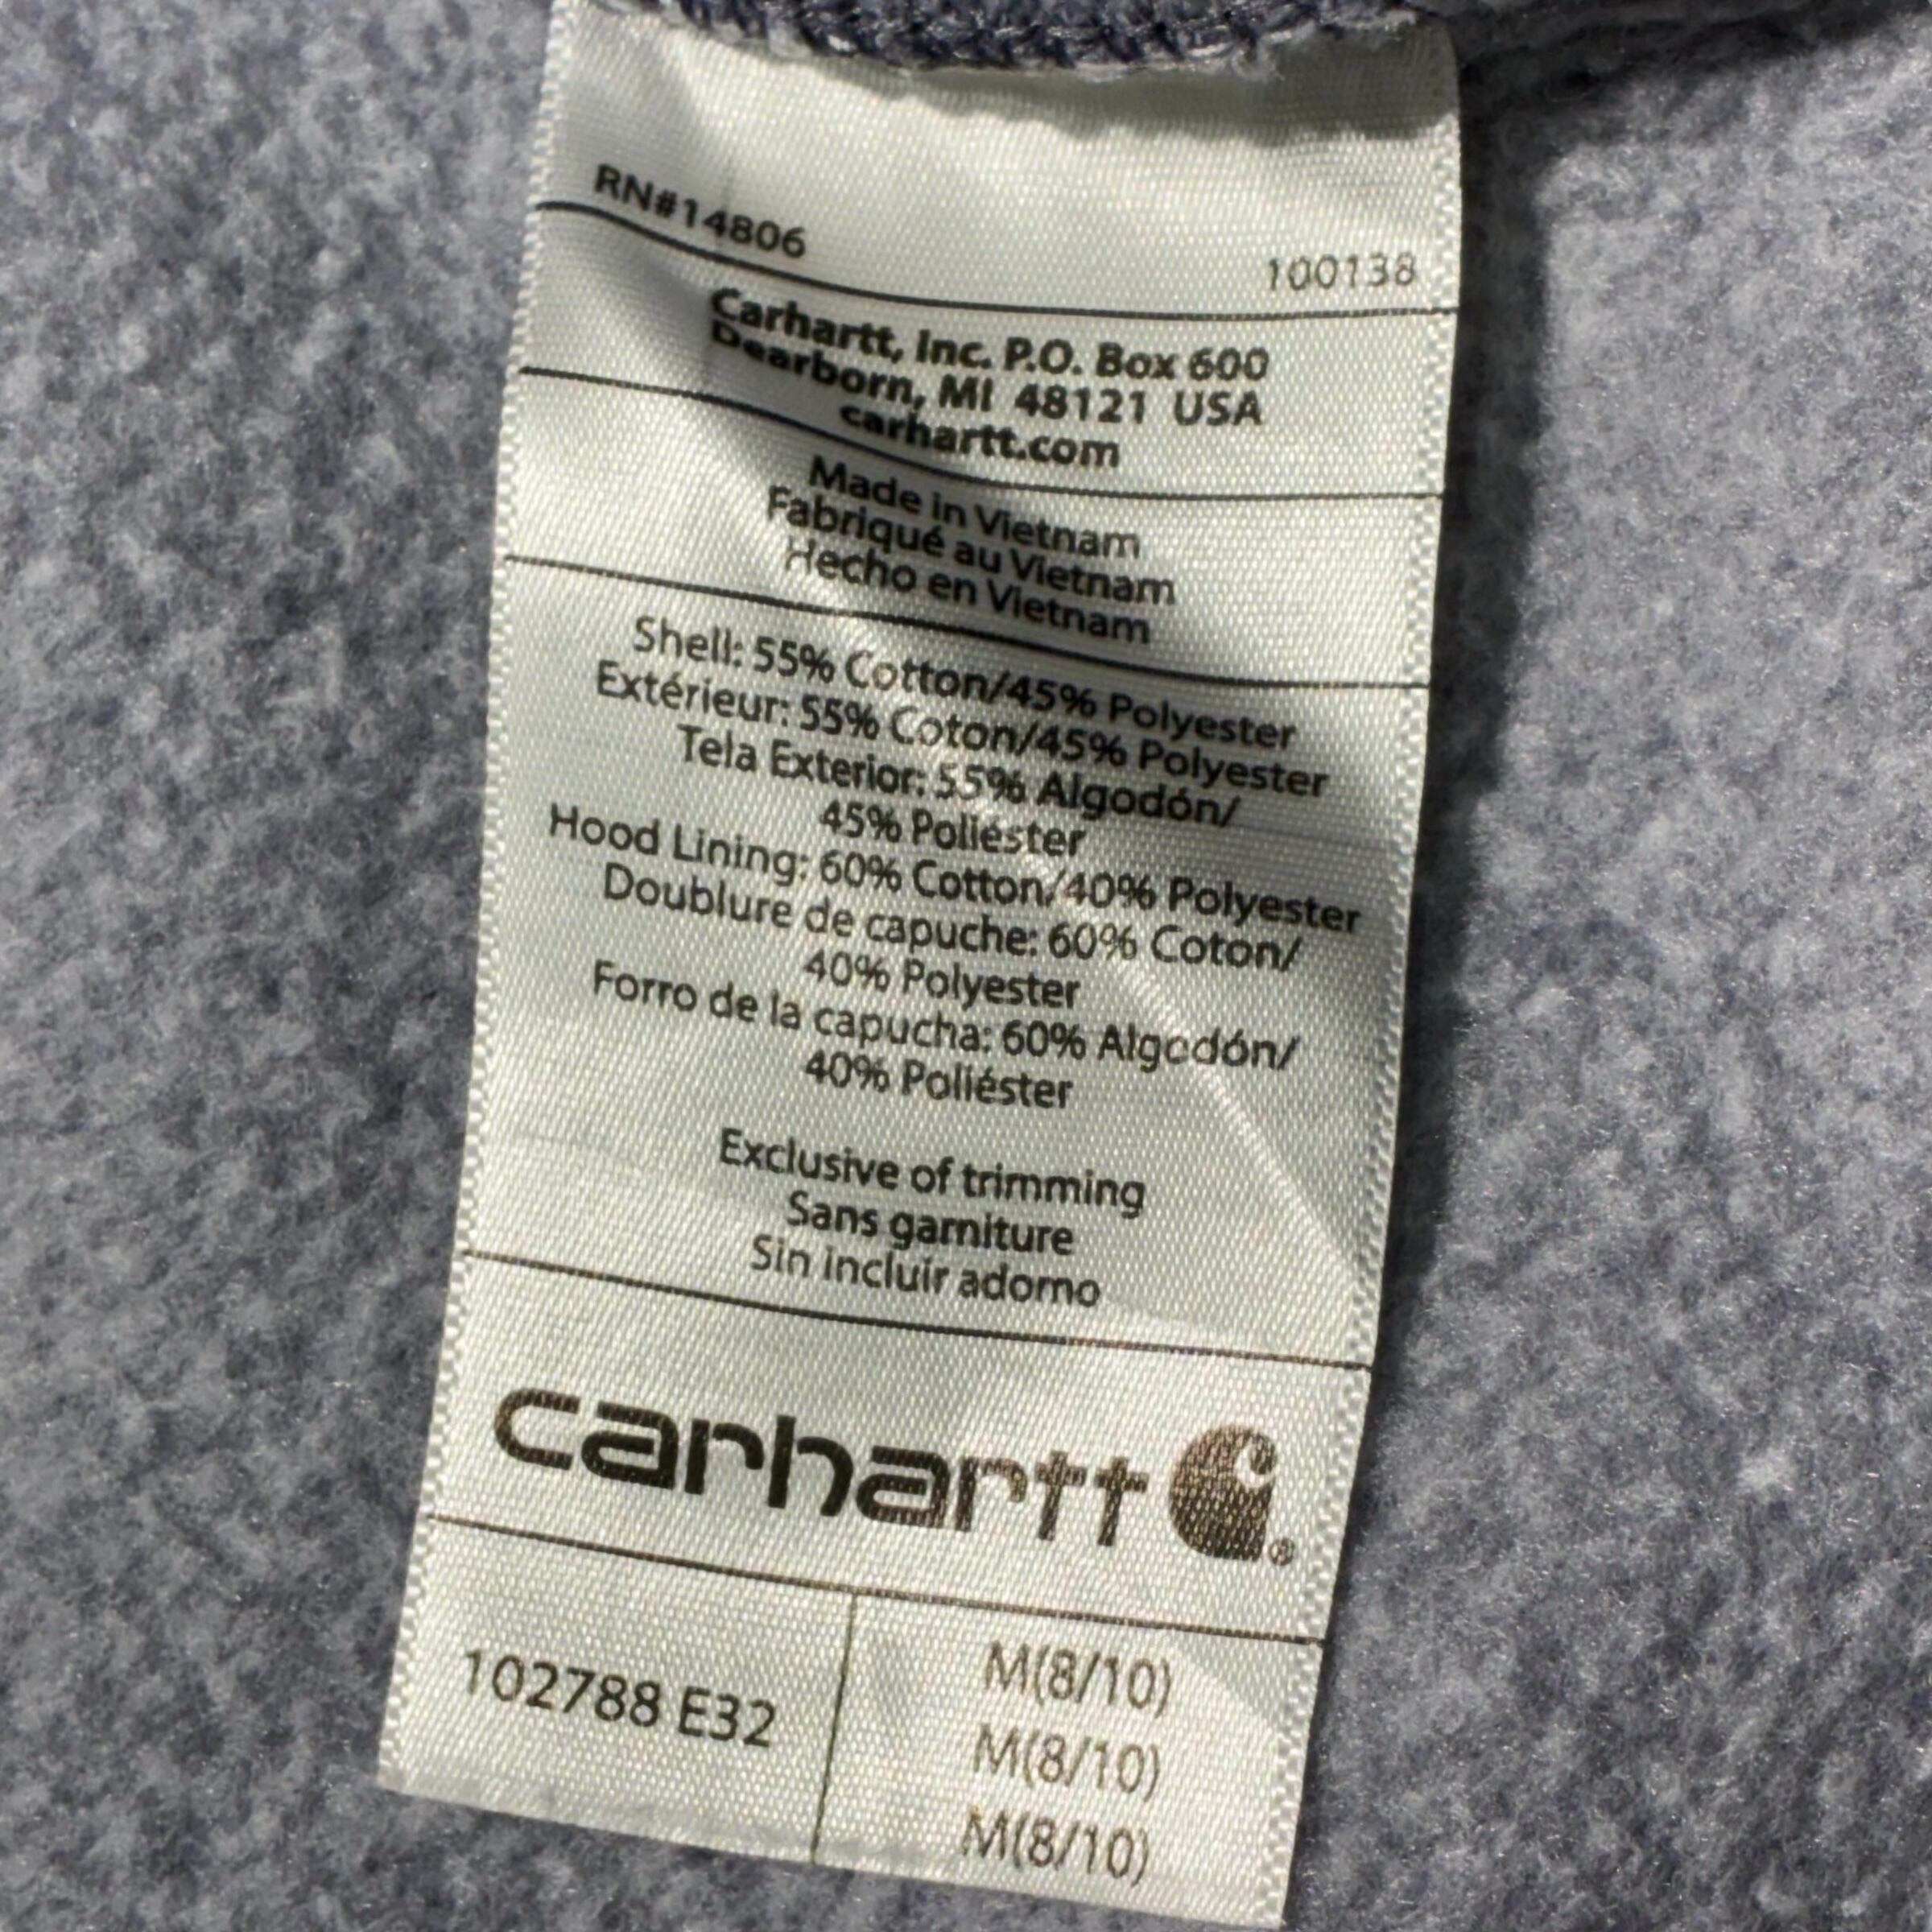 RN#14806
100138
Carhartt, Inc. P.O. Box 600
Dearborn, MI 48121 USA
carhartt.com
Made in Vietnam
Fabriqué au Vietnam
Hecho en Vietnam
Shell: 55% Cotton/45% Polyester
Extérieur: 55% Coton/45% Polyester
Tela Exterior: 55% Algodón/
45% Poliéster
Hood Lining: 60% Cotton/40% Polyester
Doublure de capuche: 60% Coton/
40% Polyester
Forro de la capucha: 60% Algodón/
40% Poliéster
Exclusive of trimming
Sans garniture
Sin incluir adorno
carhartt ®
102788 E32
M(8/10)
M(8/10)
M(8/10)